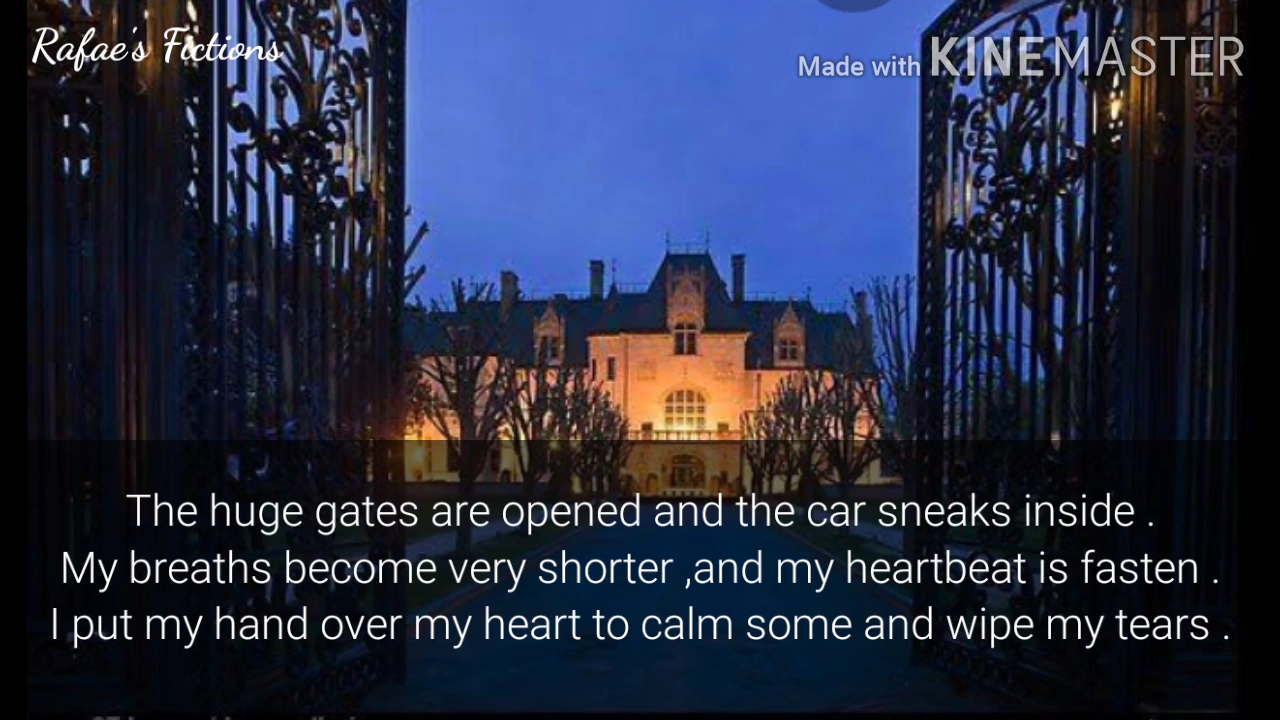 Rafae's Fictions
Made with KINEMASTER
The huge gates are opened and the car sneaks inside .
My breaths become very shorter ,and my heartbeat is fasten .
I put my hand over my heart to calm some and wipe my tears .